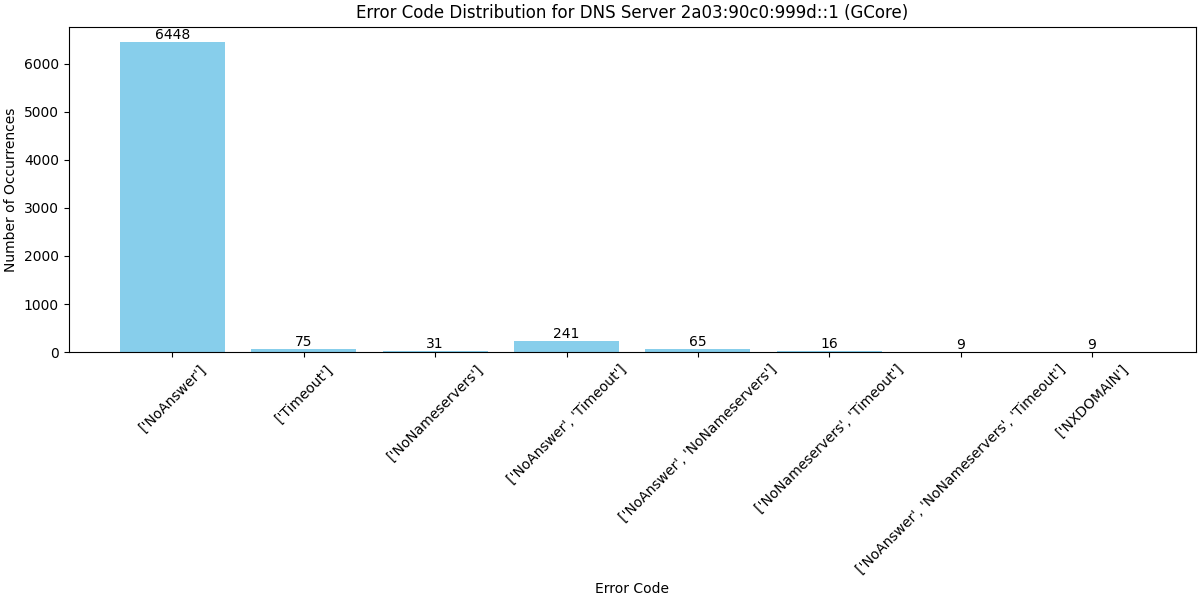 Error Code Distribution for DNS Server 2a03:90c0:999d::1 (GCore)
Number of Occurrences
6000
5000
4000
3000
2000
1000
0
6448
75
31
241
65
16
9
9
['NoAnswer']
['Timeout']
['NoNameservers']
['NoAnswer', 'Timeout']
['NoAnswer', 'NoNameservers']
['NoNameservers', 'Timeout']
['NoAnswer', 'NoNameservers', 'Timeout']
['NXDOMAIN']
Error Code